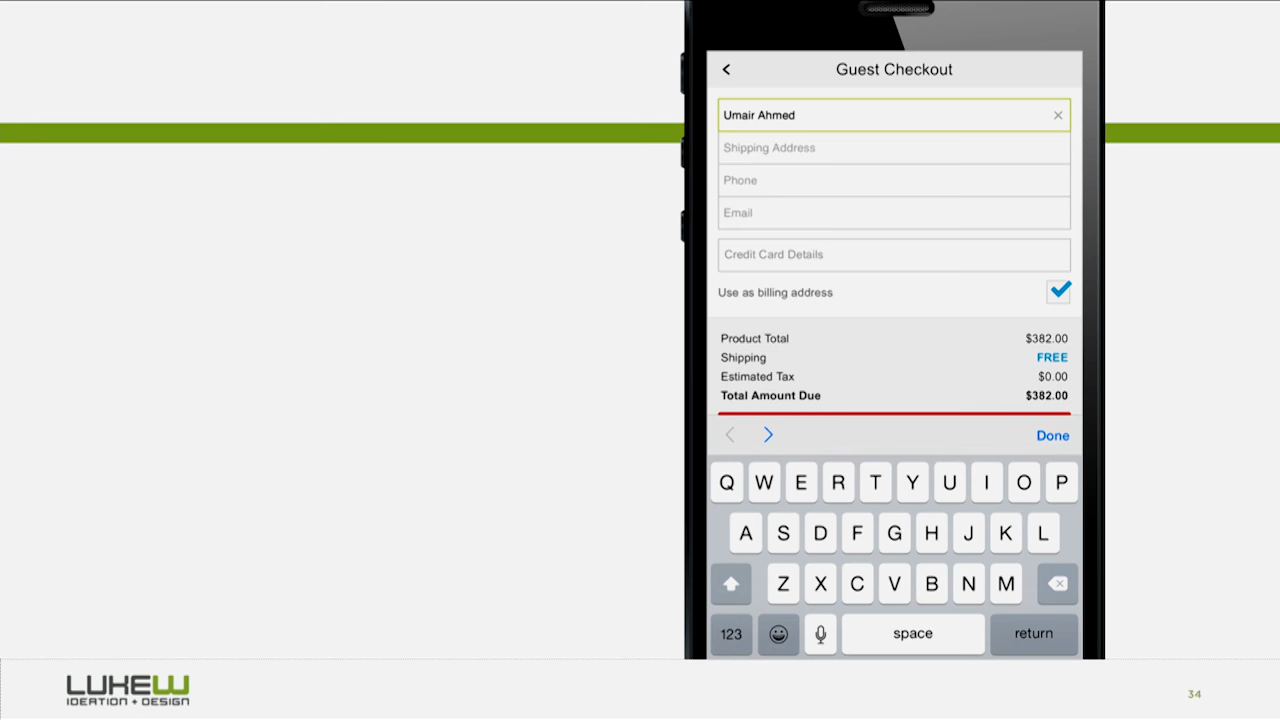 Guest Checkout
Umair Ahmed
Shipping Address
Phone
Email
Credit Card Details
Use as billing address
Product Total $382.00
Shipping FREE
Estimated Tax $0.00
Total Amount Due $382.00
Done
Q W E R T Y U I O P
A S D F G H J K L
Z X C V B N M
123 space return
LUKEW
IDEATION + DESIGN
34